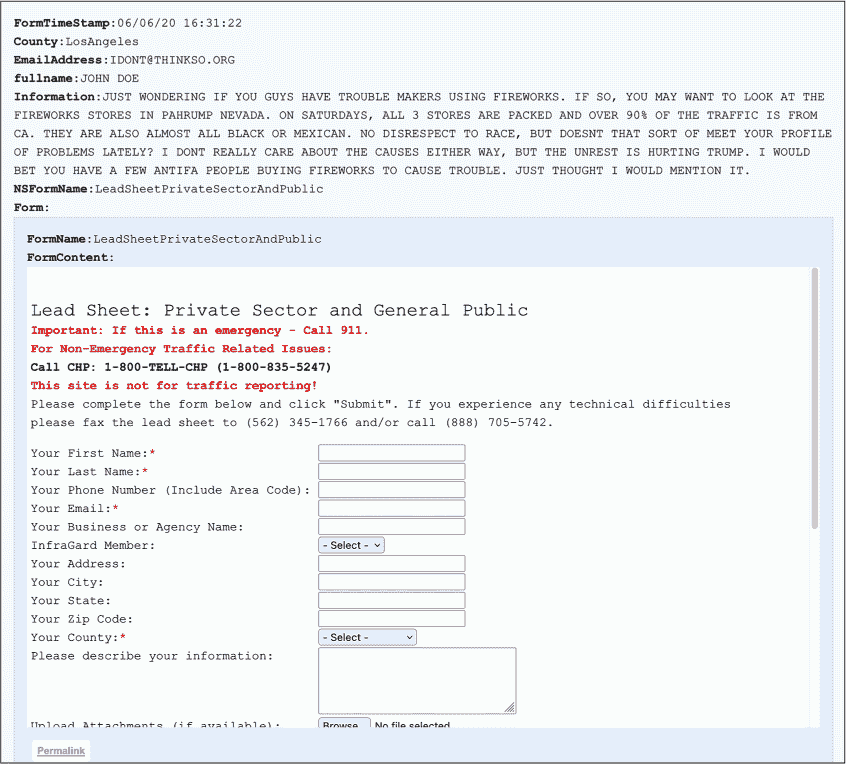 FormTimeStamp:06/06/20 16:31:22
County:LosAngeles
EmailAddress:IDONT@THINKSO.ORG
fullname:JOHN DOE
Information:JUST WONDERING IF YOU GUYS HAVE TROUBLE MAKERS USING FIREWORKS. IF SO, YOU MAY WANT TO LOOK AT THE
FIREWORKS STORES IN PAHRUMP NEVADA. ON SATURDAYS, ALL 3 STORES ARE PACKED AND OVER 90% OF THE TRAFFIC IS FROM
CA. THEY ARE ALSO ALMOST ALL BLACK OR MEXICAN. NO DISRESPECT TO RACE, BUT DOESNT THAT SORT OF MEET YOUR PROFILE
OF PROBLEMS LATELY? I DONT REALLY CARE ABOUT THE CAUSES EITHER WAY, BUT THE UNREST IS HURTING TRUMP. I WOULD
BET YOU HAVE A FEW ANTIFA PEOPLE BUYING FIREWORKS TO CAUSE TROUBLE. JUST THOUGHT I WOULD MENTION IT.
NSFormName:LeadSheetPrivateSectorAndPublic
Form:
FormName:LeadSheetPrivateSectorAndPublic
FormContent:
Lead Sheet: Private Sector and General Public
Important: If this is an emergency - Call 911.
For Non-Emergency Traffic Related Issues:
Call CHP: 1-800-TELL-CHP (1-800-835-5247)
This site is not for traffic reporting!
Please complete the form below and click "Submit". If you experience any technical difficulties
please fax the lead sheet to (562) 345-1766 and/or call (888) 705-5742.
Your First Name:*
Your Last Name:*
Your Phone Number (Include Area Code):
Your Email:*
Your Business or Agency Name:
InfraGard Member: - Select -
Your Address:
Your City:
Your State:
Your Zip Code:
Your County:* - Select -
Please describe your information:
Upload Attachments (if available): Browse... No file selected.
Permalink